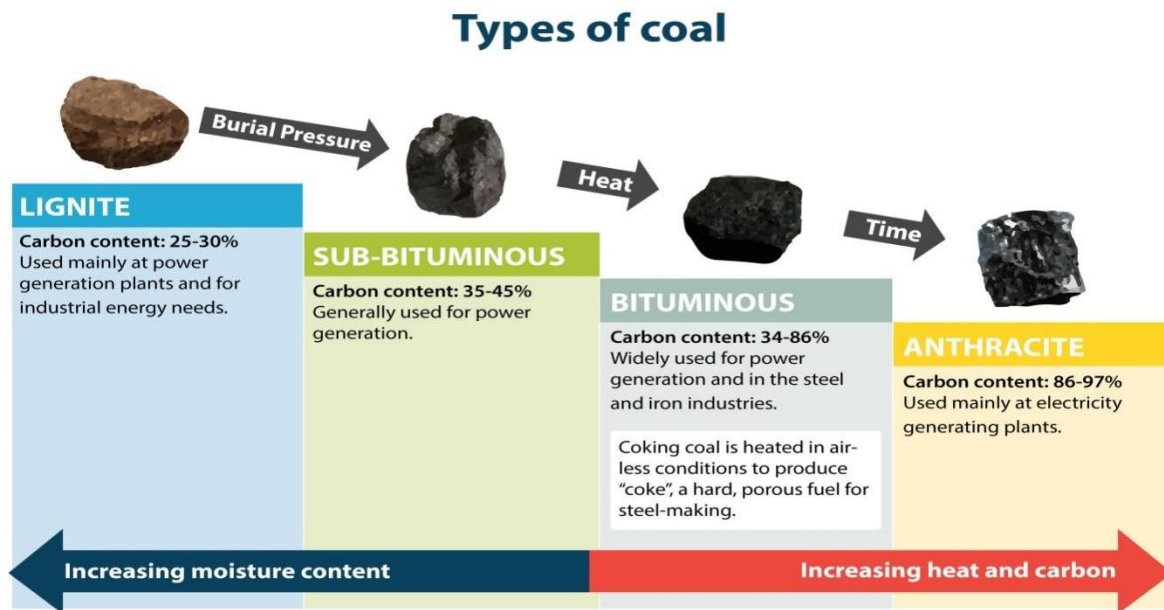 Types of coal
Burial Pressure
Heat
Time
LIGNITE
Carbon content: 25-30%
Used mainly at power
generation plants and for
industrial energy needs.
SUB-BITUMINOUS
Carbon content: 35-45%
Generally used for power
generation.
BITUMINOUS
Carbon content: 34-86%
Widely used for power
generation and in the steel
and iron industries.
Coking coal is heated in air-
less conditions to produce
“coke”, a hard, porous fuel for
steel-making.
ANTHRACITE
Carbon content: 86-97%
Used mainly at electricity
generating plants.
Increasing moisture content
Increasing heat and carbon